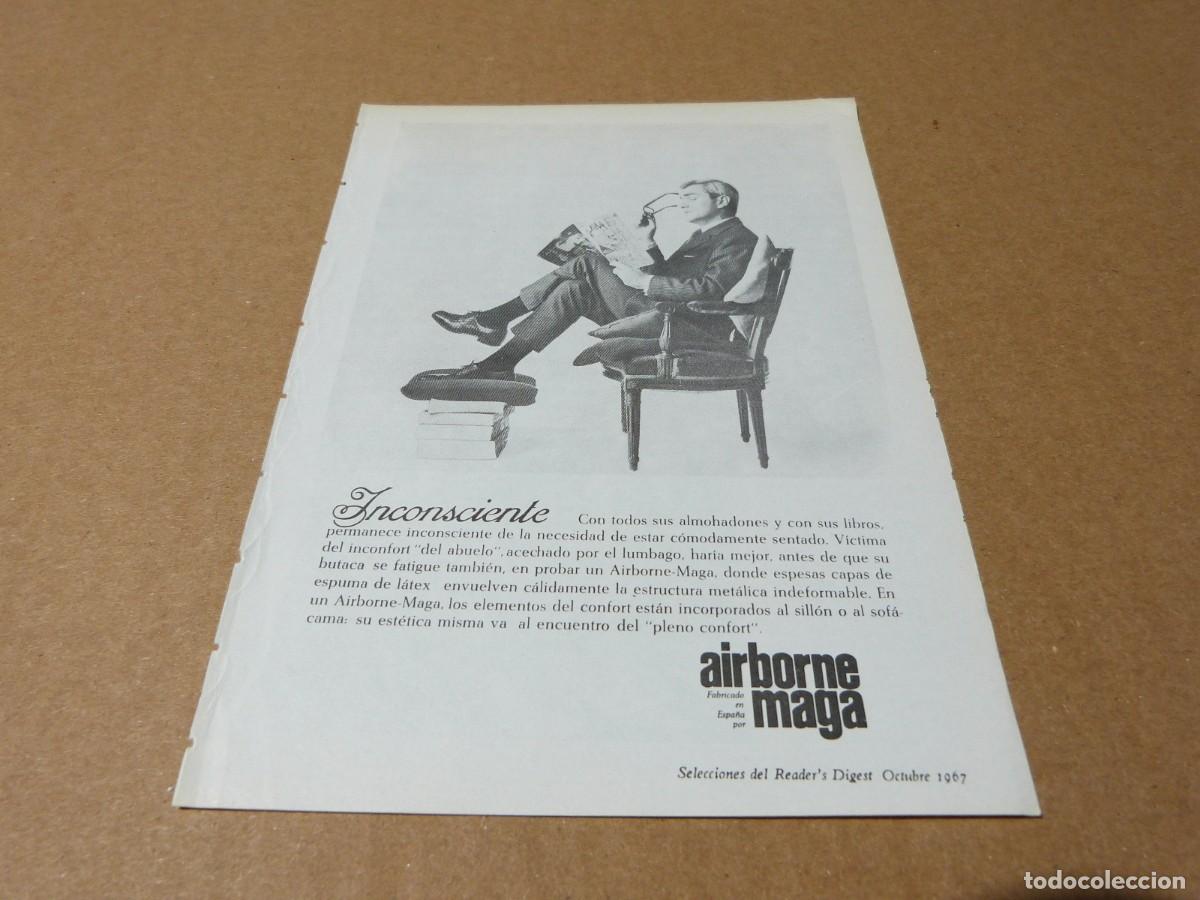 Inconsciente Con todos sus almohadones y con sus libros,
permanece inconsciente de la necesidad de estar cómodamente sentado. Víctima
del inconfort "del abuelo", acechado por el lumbago, haría mejor, antes de que su
butaca se fatigue también, en probar un Airborne-Maga, donde espesas capas de
espuma de látex envuelven cálidamente la estructura metálica indeformable. En
un Airborne-Maga, los elementos del confort están incorporados al sillón o al sofá-
cama: su estética misma va al encuentro del "pleno confort".
airborne
Fabricado
en
España
por
maga
Selecciones del Reader's Digest Octubre 1967
todocoleccion